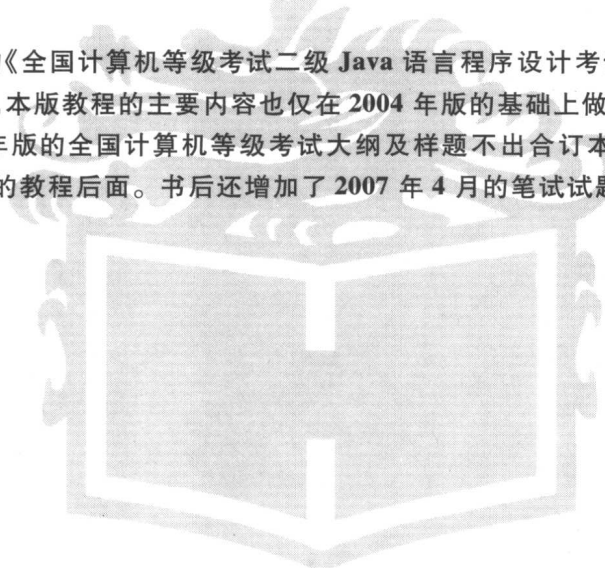 《全国计算机等级考试二级 Java 语言程序设计考
本版教程的主要内容也仅在 2004 年版的基础上做
年版的全国计算机等级考试大纲及样题不出合订本
的教程后面。书后还增加了 2007 年 4 月的笔试试题